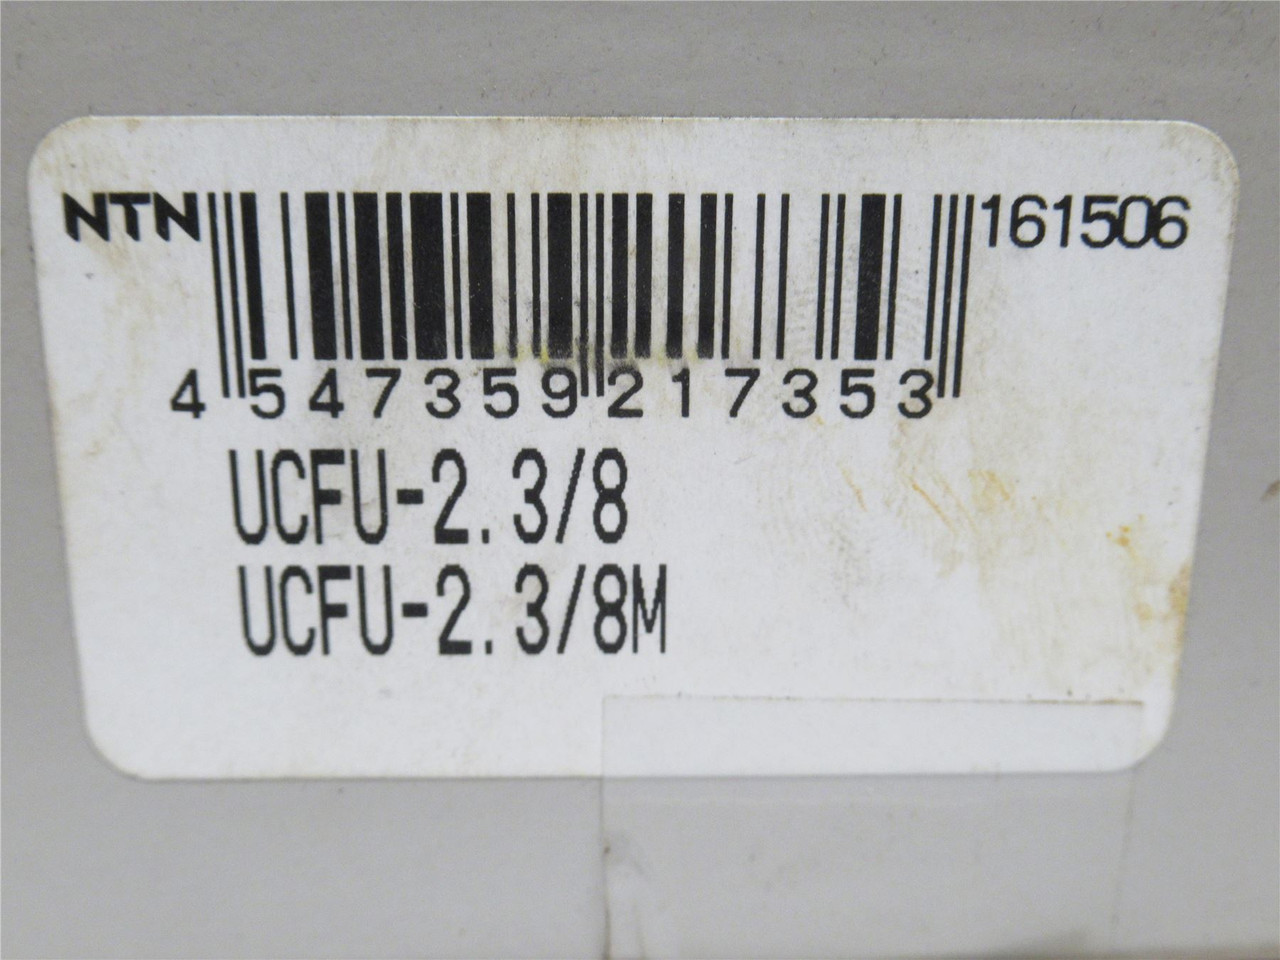 NTN 161506
4 547359 217353
UCFU-2.3/8
UCFU-2.3/8M